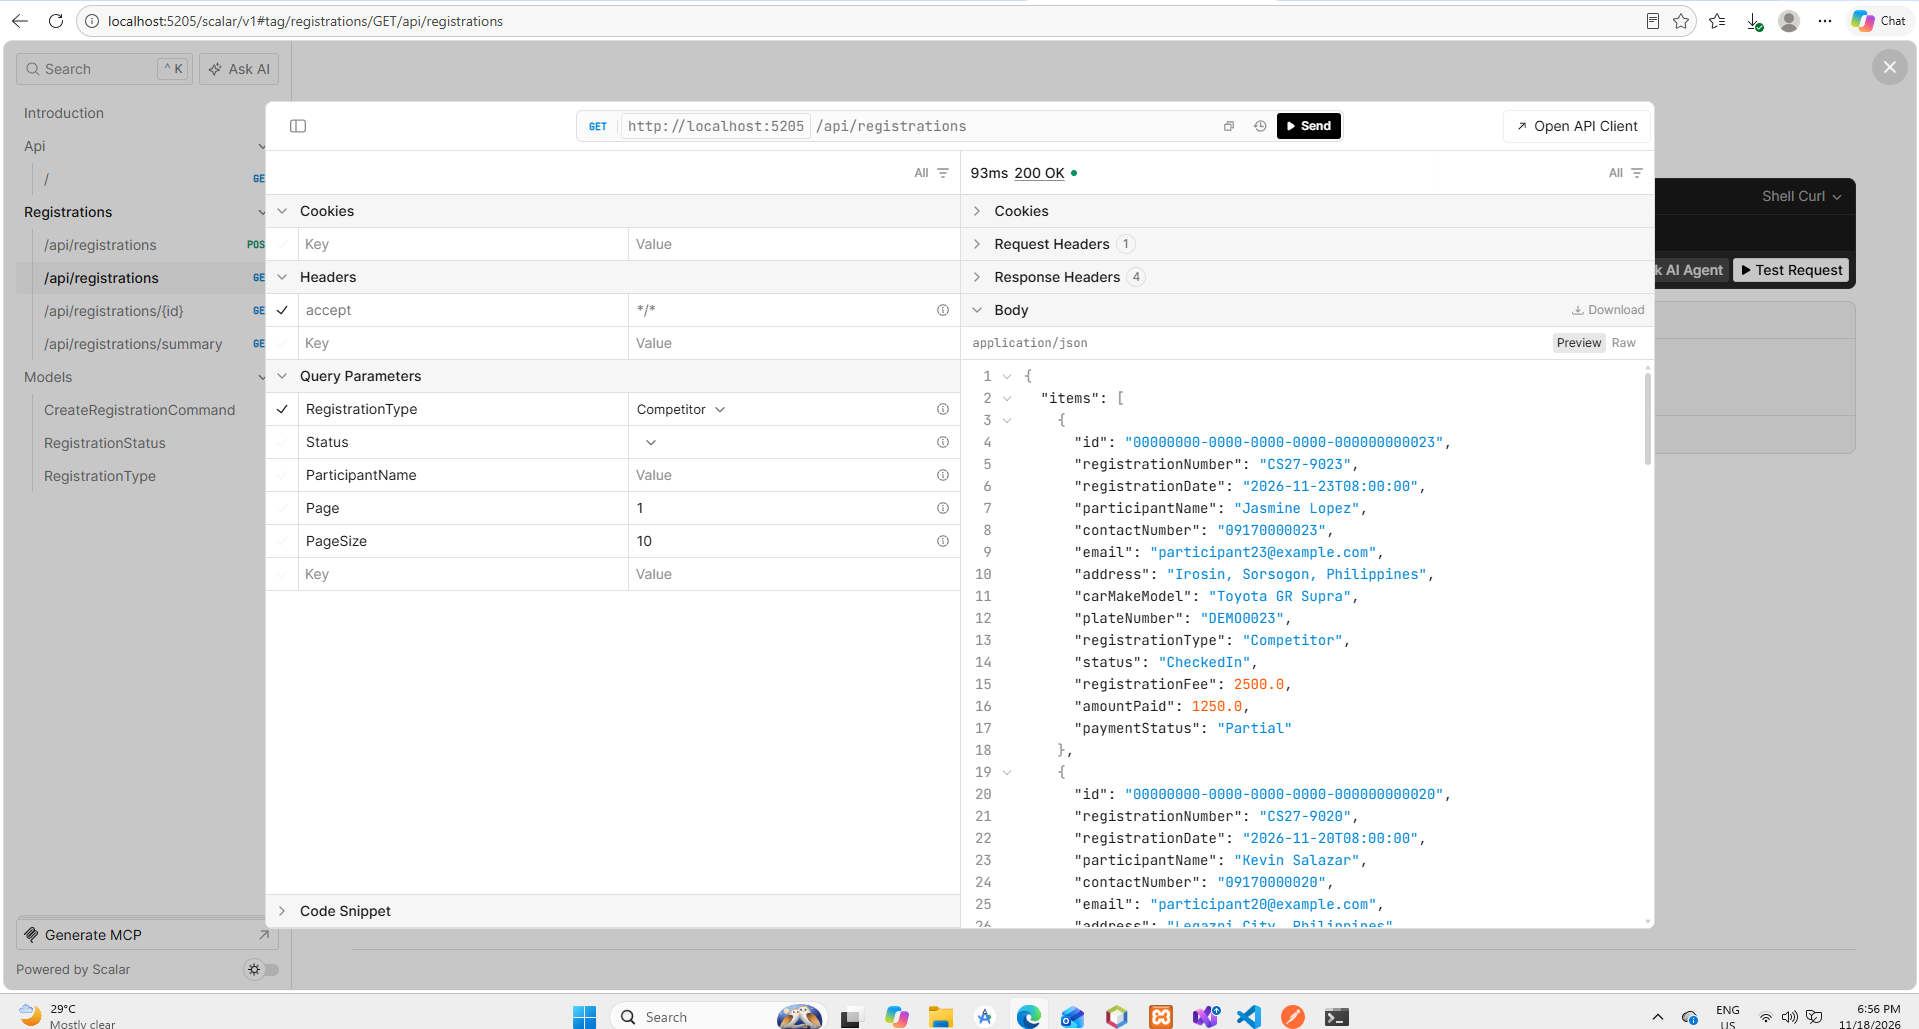 localhost:5205/scalar/v1#tag/registrations/GET/api/registrations
Chat
Search ^ K
Ask AI
Introduction
Api
/ GE
Registrations
/api/registrations POS
/api/registrations GE
/api/registrations/{id} GE
/api/registrations/summary GE
Models
CreateRegistrationCommand
RegistrationStatus
RegistrationType
Generate MCP
Powered by Scalar
GET http://localhost:5205 /api/registrations
Send
Open API Client
All
Cookies
Key Value
Headers
accept */*
Key Value
Query Parameters
RegistrationType Competitor
Status
ParticipantName Value
Page 1
PageSize 10
Key Value
Code Snippet
93ms 200 OK
All
Cookies
Request Headers 1
Response Headers 4
Body Download
application/json Preview Raw
1 {
2 "items": [
3 {
4 "id": "00000000-0000-0000-0000-000000000023",
5 "registrationNumber": "CS27-9023",
6 "registrationDate": "2026-11-23T08:00:00",
7 "participantName": "Jasmine Lopez",
8 "contactNumber": "09170000023",
9 "email": "participant23@example.com",
10 "address": "Irosin, Sorsogon, Philippines",
11 "carMakeModel": "Toyota GR Supra",
12 "plateNumber": "DEMO0023",
13 "registrationType": "Competitor",
14 "status": "CheckedIn",
15 "registrationFee": 2500.0,
16 "amountPaid": 1250.0,
17 "paymentStatus": "Partial"
18 },
19 {
20 "id": "00000000-0000-0000-0000-000000000020",
21 "registrationNumber": "CS27-9020",
22 "registrationDate": "2026-11-20T08:00:00",
23 "participantName": "Kevin Salazar",
24 "contactNumber": "09170000020",
25 "email": "participant20@example.com",
26 "address": "Legazpi City, Philippines"
Shell Curl
k AI Agent
Test Request
29°C
Mostly clear
Search
ENG
US
6:56 PM
11/18/2026